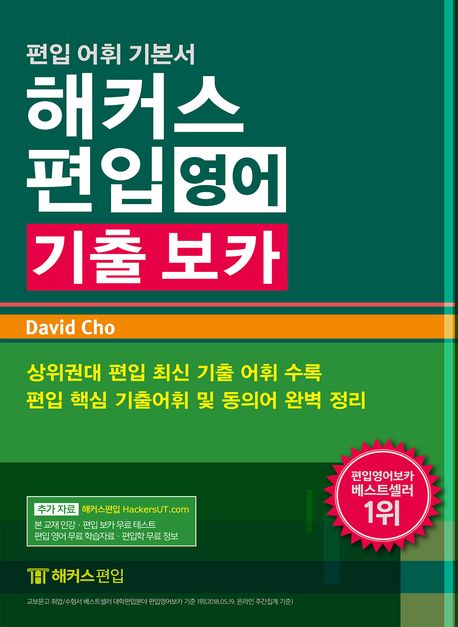 편입 어휘 기본서
해커스
편입 영어
기출 보카
David Cho
상위권대 편입 최신 기출 어휘 수록
편입 핵심 기출어휘 및 동의어 완벽 정리
편입영어보카
베스트셀러
1위
추가 자료 해커스편입 HackersUT.com
본 교재 인강 · 편입 보카 무료 테스트
편입 영어 무료 학습자료 · 편입학 무료 정보
해커스편입
교보문고 취업/수험서 베스트셀러 대학편입분야 편입영어보카 기준 1위(2018.05.19. 온라인 주간집계 기준)